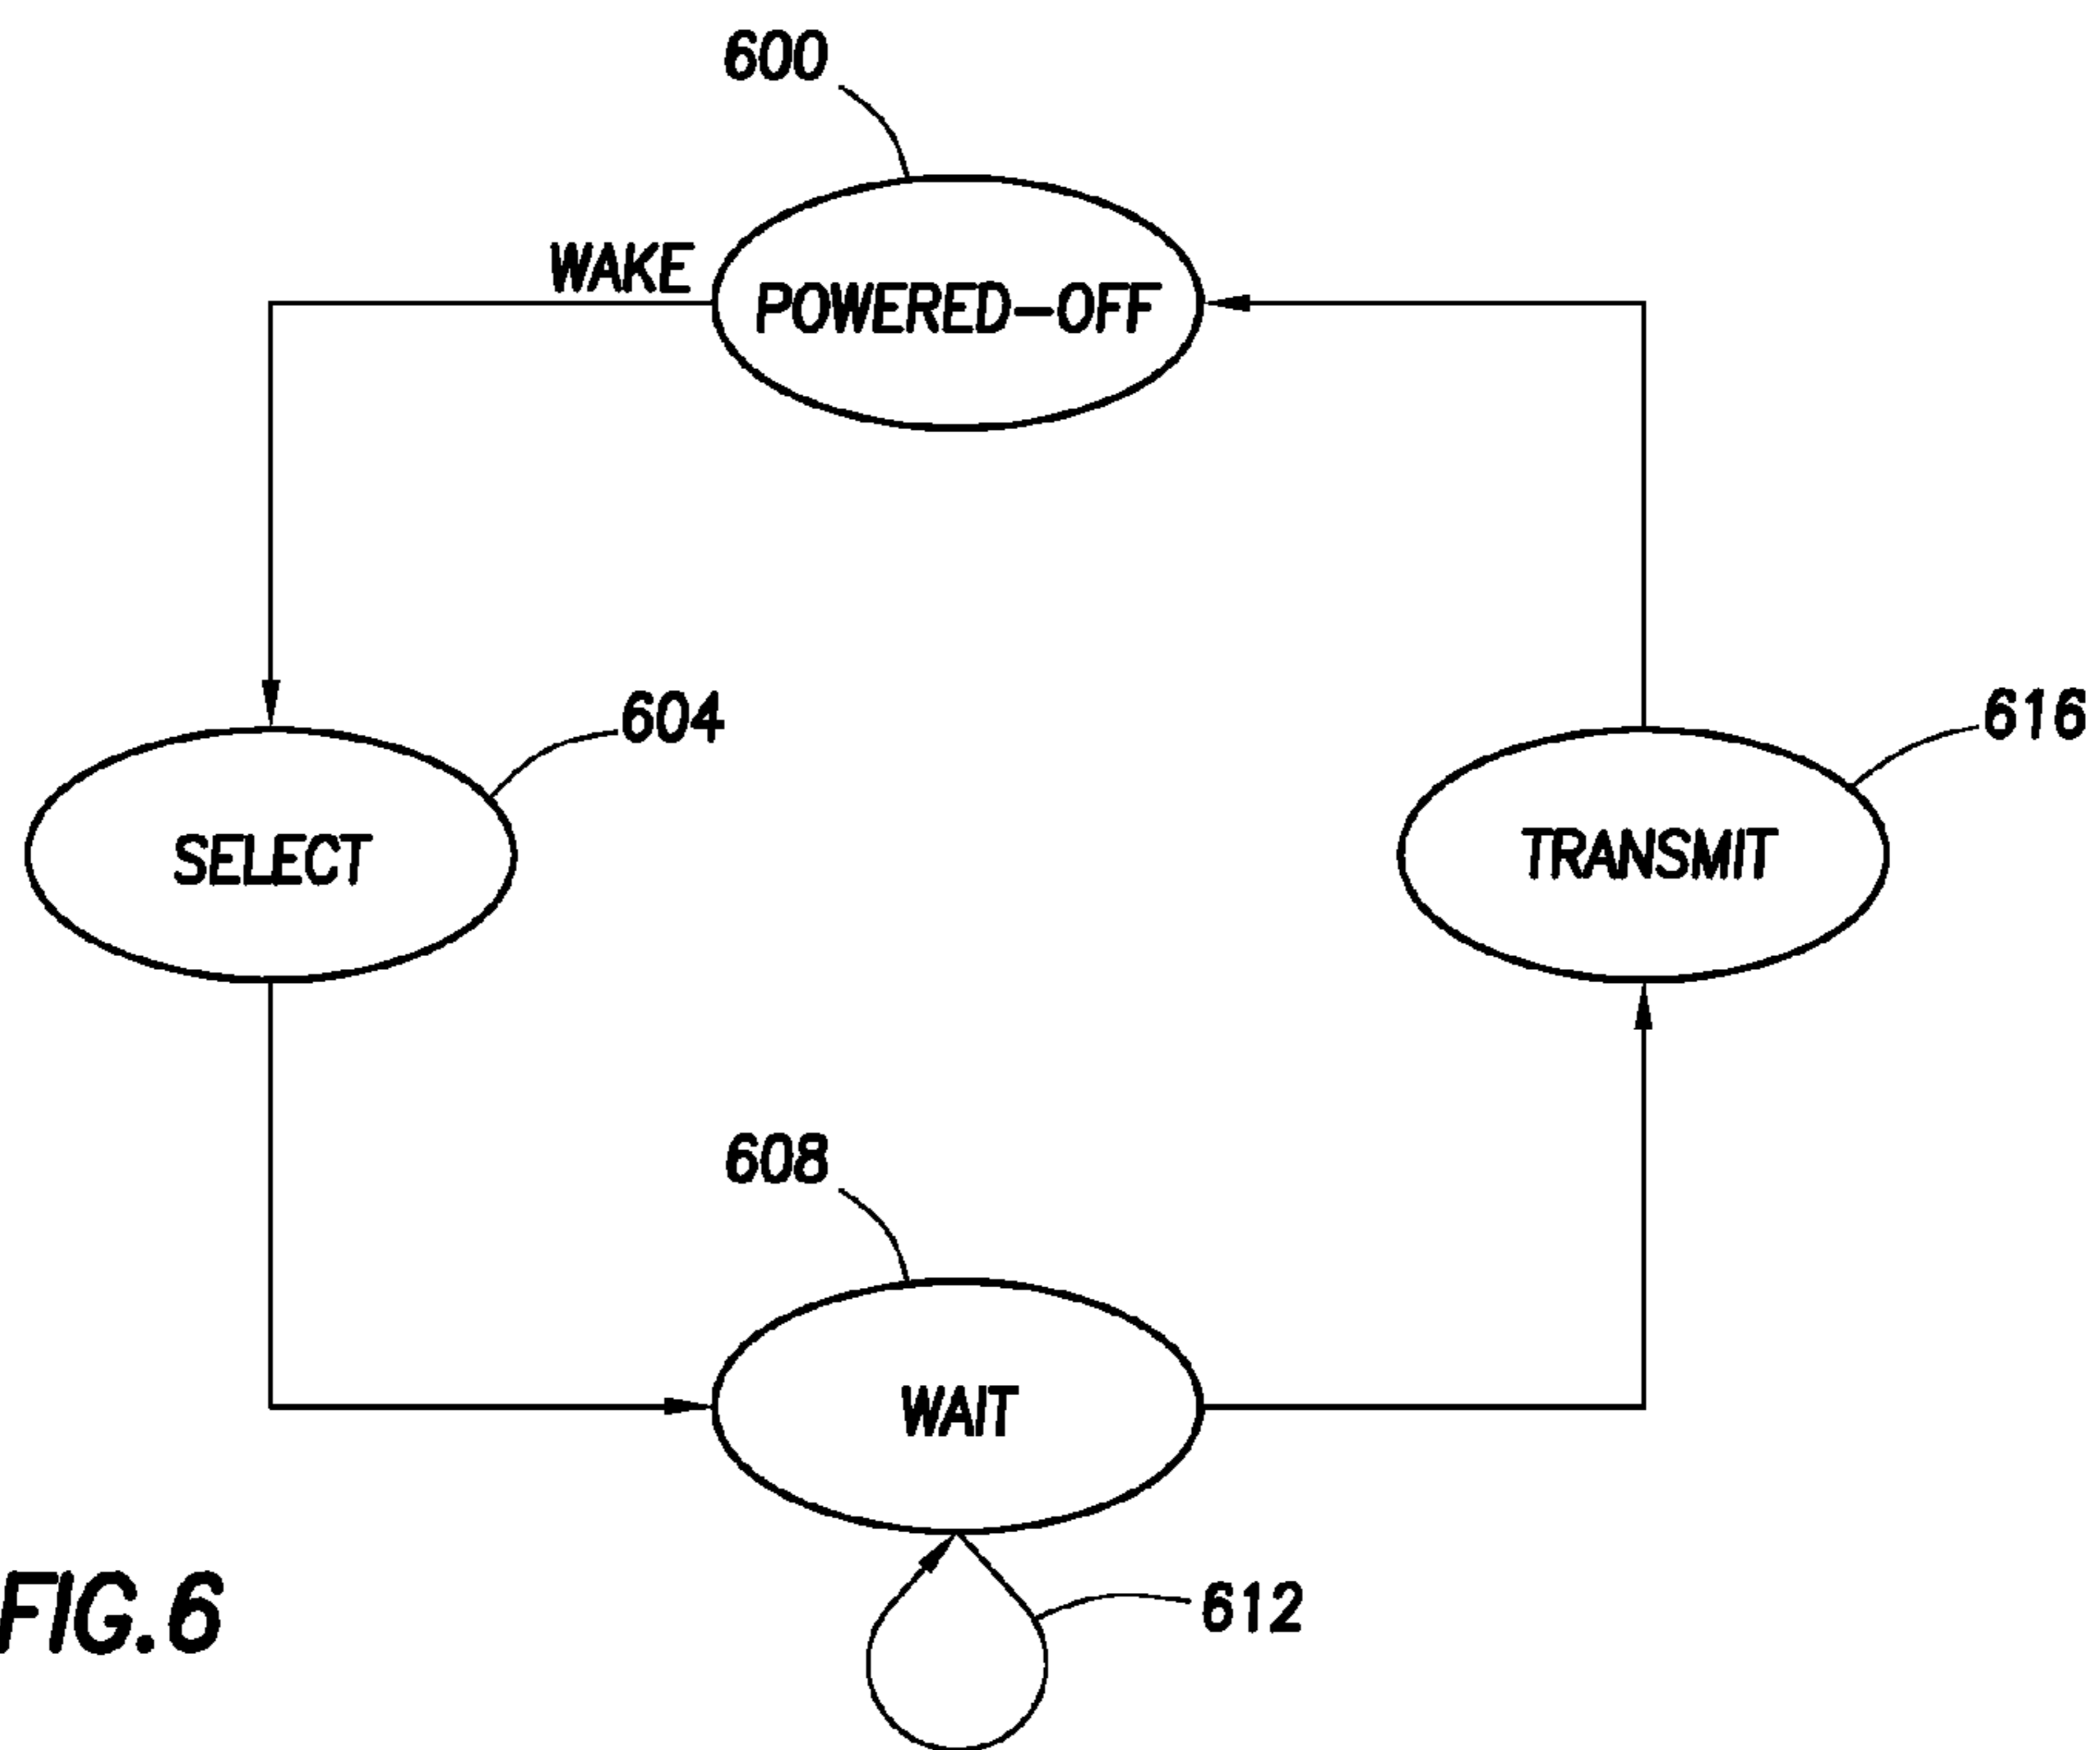 600
WAKE
POWERED-OFF
604
616
SELECT
TRANSMIT
608
WAIT
612
FIG.6